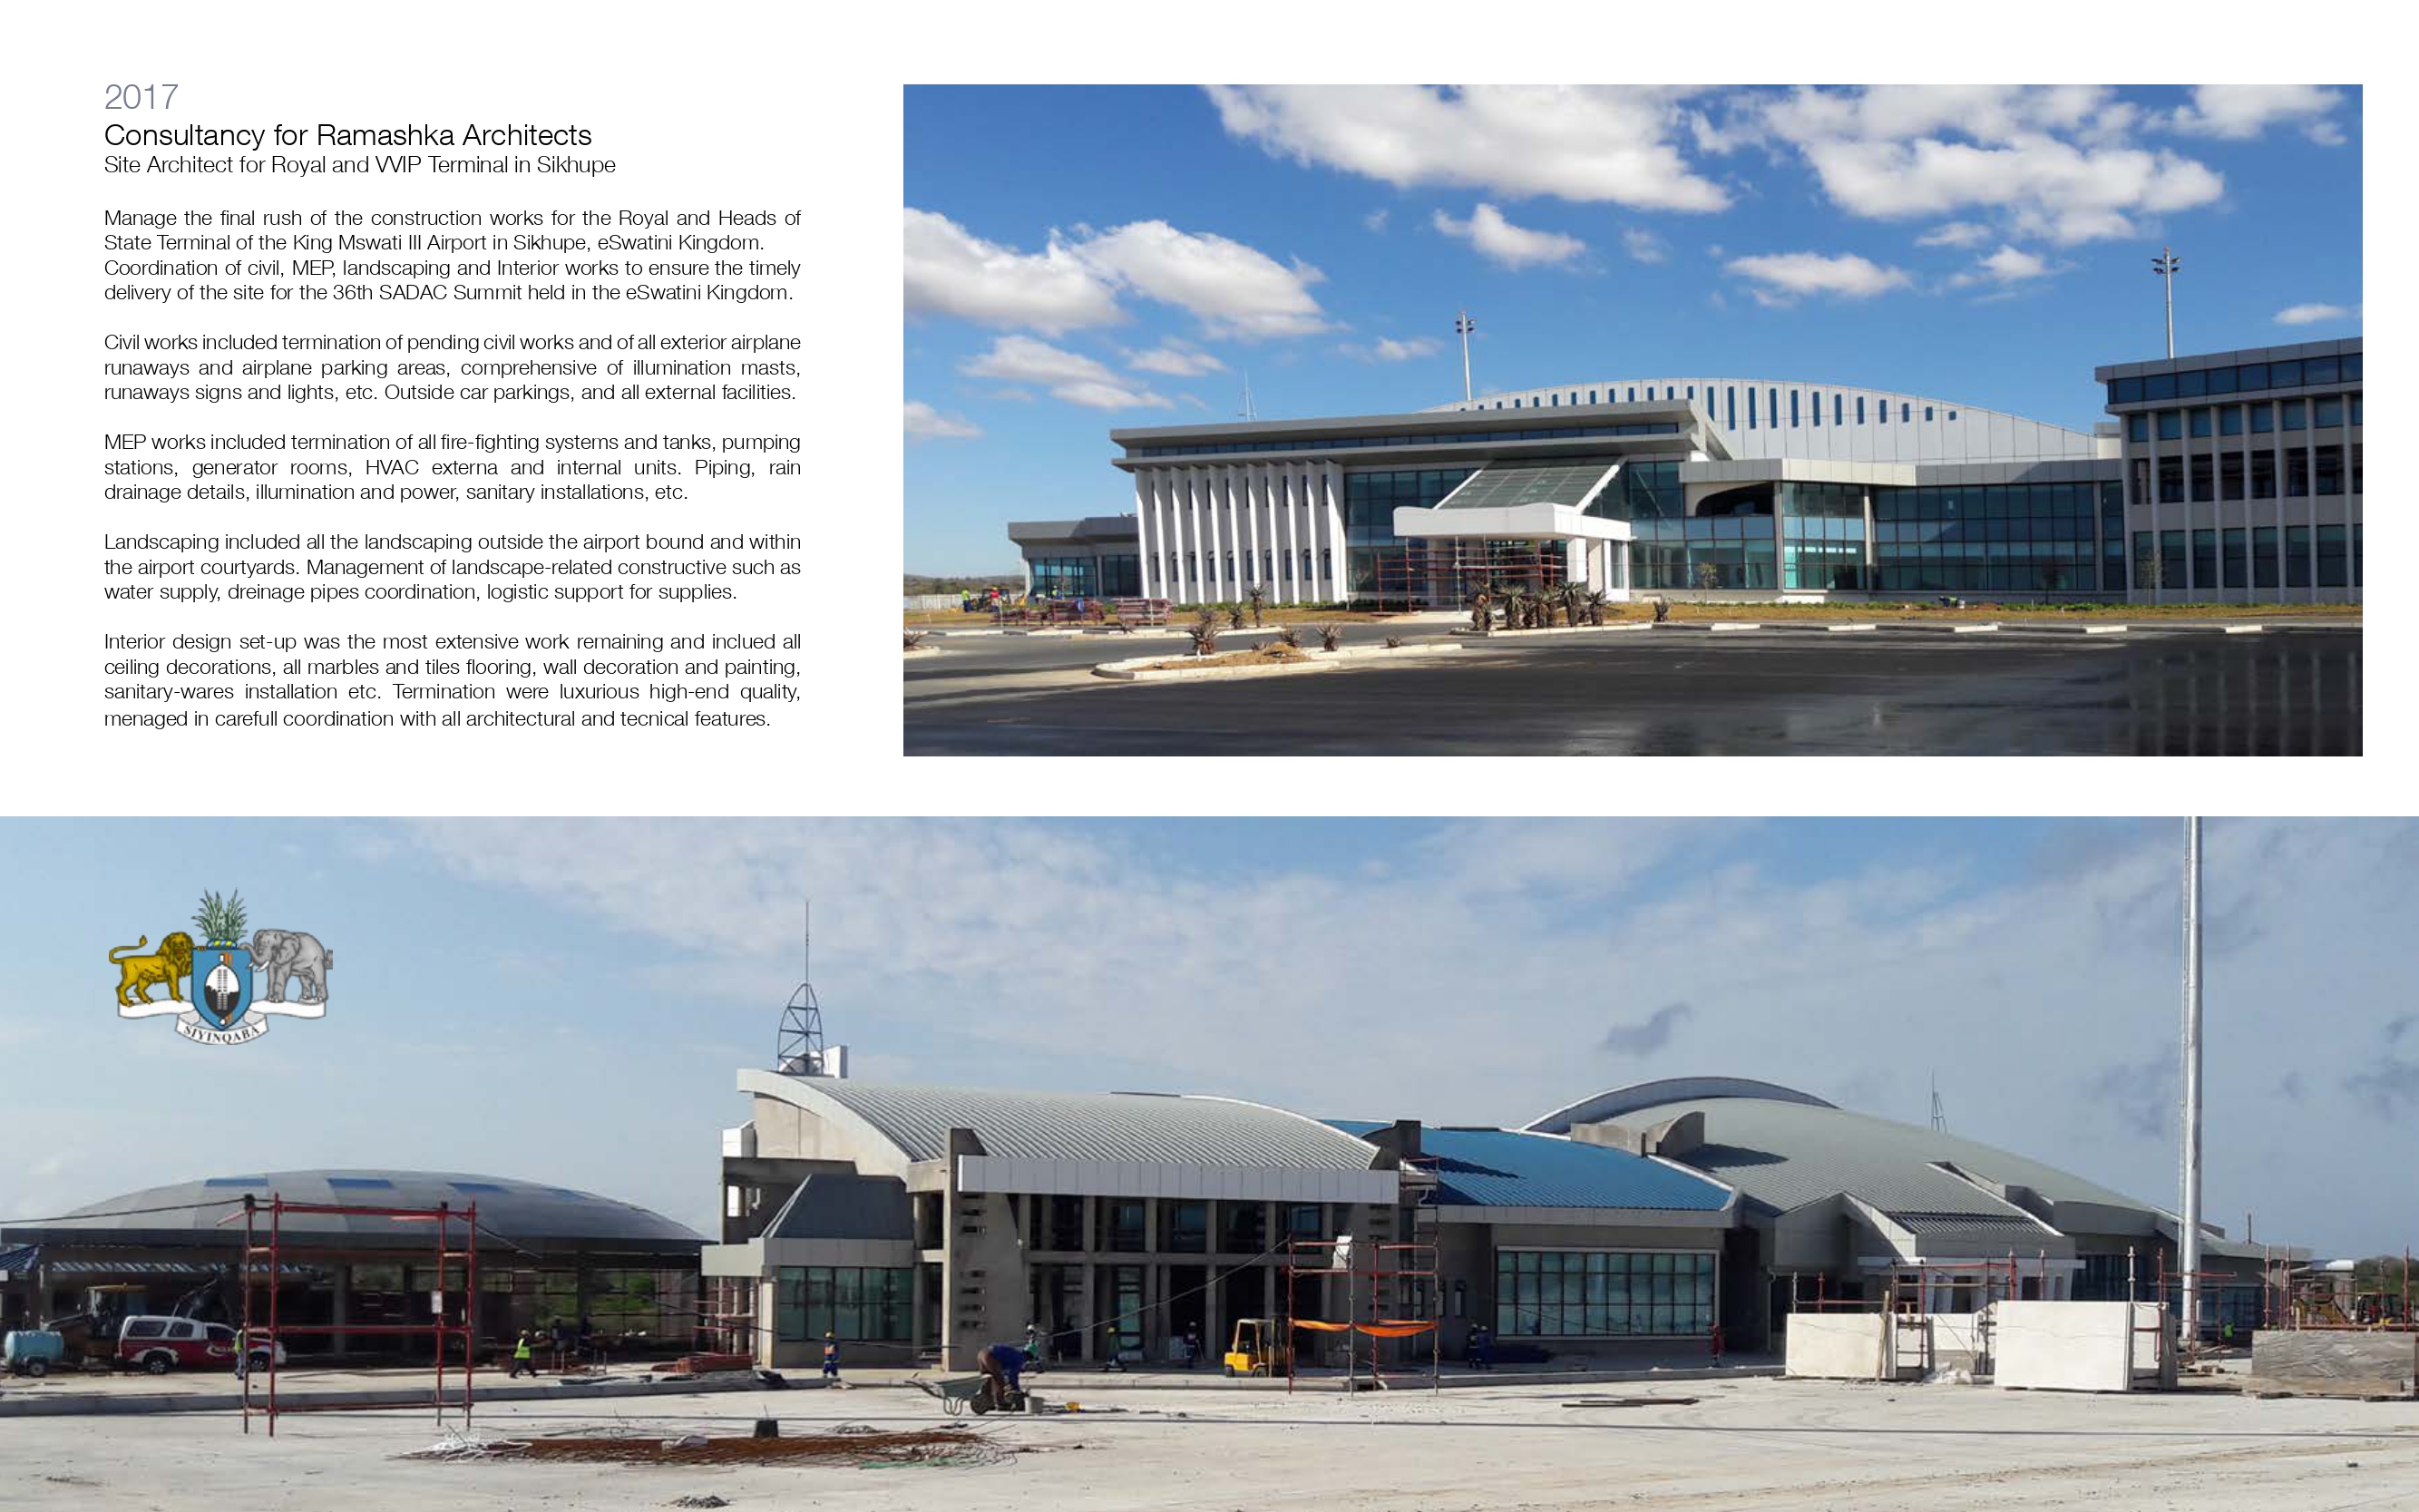 2017
Consultancy for Ramashka Architects
Site Architect for Royal and VVIP Terminal in Sikhupe
Manage the final rush of the construction works for the Royal and Heads of
State Terminal of the King Mswati III Airport in Sikhupe, eSwatini Kingdom.
Coordination of civil, MEP, landscaping and Interior works to ensure the timely
delivery of the site for the 36th SADAC Summit held in the eSwatini Kingdom.
Civil works included termination of pending civil works and of all exterior airplane
runaways and airplane parking areas, comprehensive of illumination masts,
runaways signs and lights, etc. Outside car parkings, and all external facilities.
MEP works included termination of all fire-fighting systems and tanks, pumping
stations, generator rooms, HVAC externa and internal units. Piping, rain
drainage details, illumination and power, sanitary installations, etc.
Landscaping included all the landscaping outside the airport bound and within
the airport courtyards. Management of landscape-related constructive such as
water supply, dreinage pipes coordination, logistic support for supplies.
Interior design set-up was the most extensive work remaining and inclued all
ceiling decorations, all marbles and tiles flooring, wall decoration and painting,
sanitary-wares installation etc. Termination were luxurious high-end quality,
menaged in carefull coordination with all architectural and tecnical features.
SIYINQABA